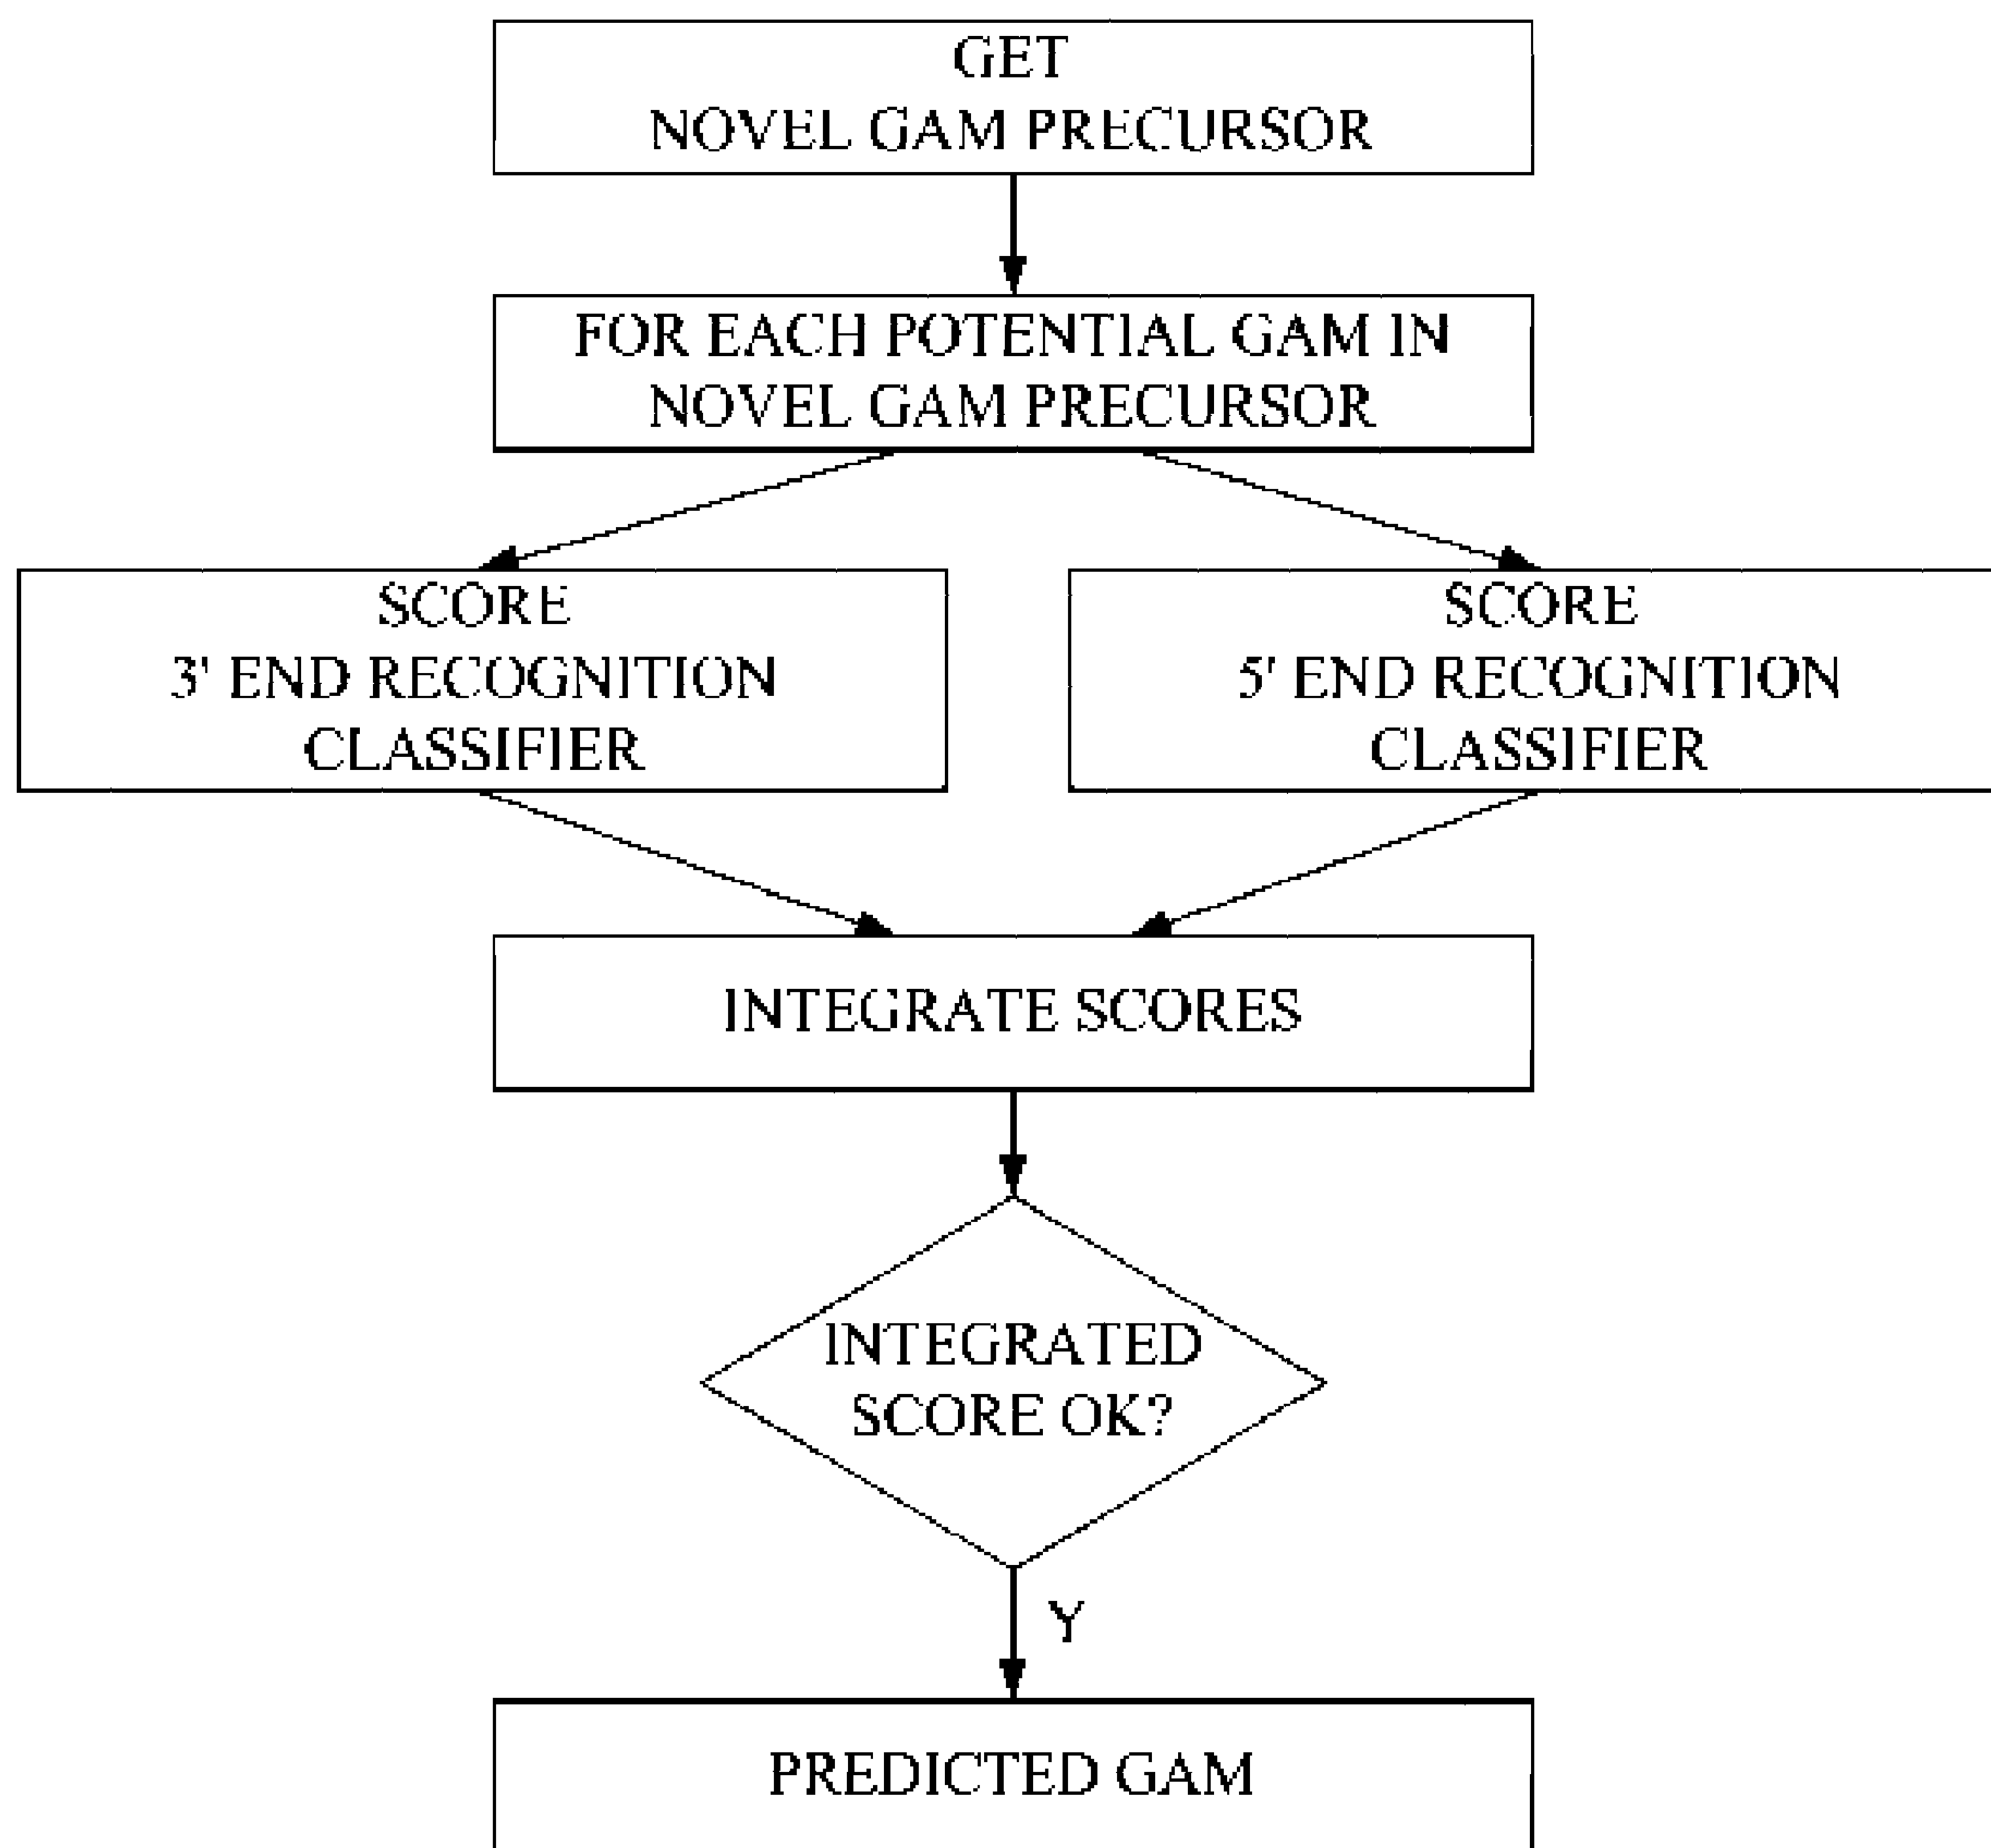 GET
NOVEL GAM PRECURSOR
FOR EACH POTENTIAL GAM IN
NOVEL GAM PRECURSOR
SCORE
3' END RECOGNITION
CLASSIFIER
SCORE
5' END RECOGNITION
CLASSIFIER
INTEGRATE SCORES
INTEGRATED
SCORE OK?
Y
PREDICTED GAM